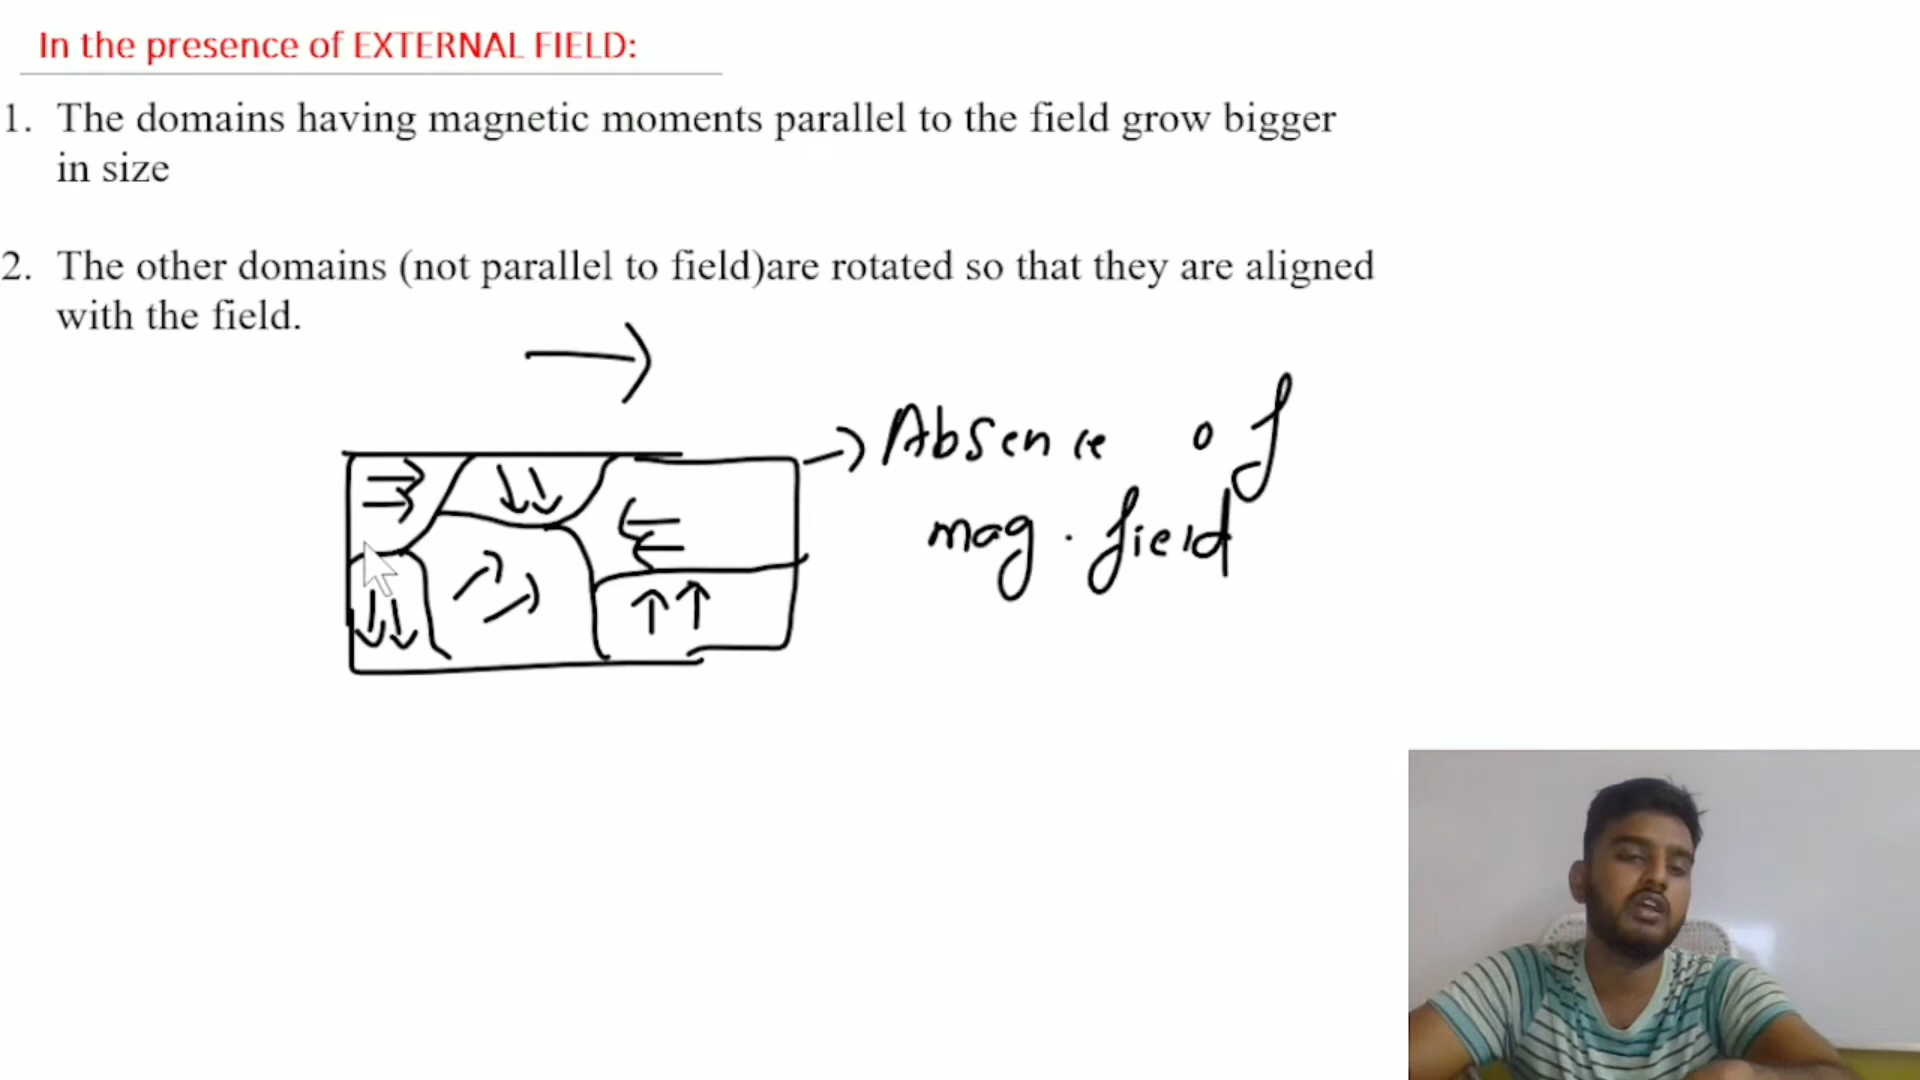 In the presence of EXTERNAL FIELD:
1. The domains having magnetic moments parallel to the field grow bigger
in size
2. The other domains (not parallel to field)are rotated so that they are aligned
with the field.
Absence of
mag. field